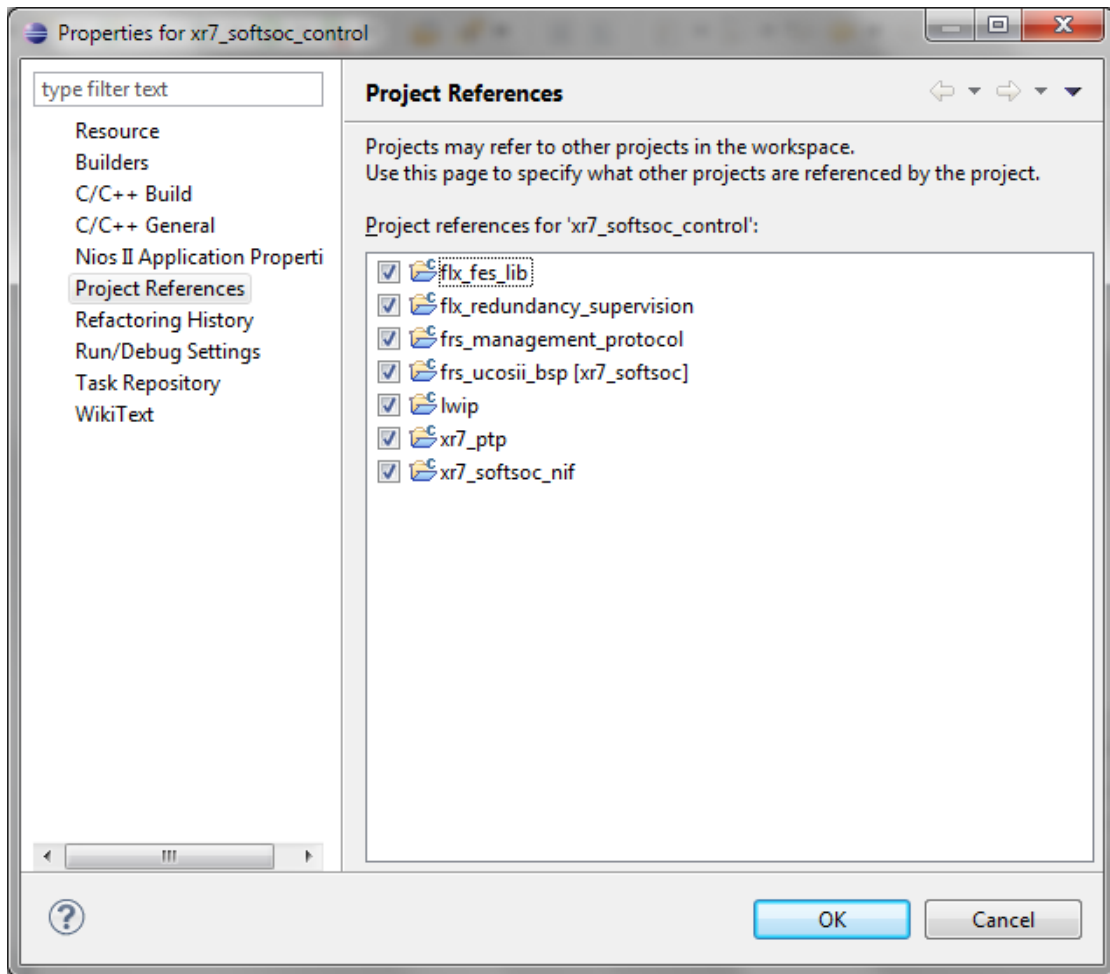 Properties for xr7_softsoc_control
type filter text
Resource
Builders
C/C++ Build
C/C++ General
Nios II Application Properti
Project References
Refactoring History
Run/Debug Settings
Task Repository
WikiText
Project References
Projects may refer to other projects in the workspace.
Use this page to specify what other projects are referenced by the project.
Project references for 'xr7_softsoc_control':
flx_fes_lib
flx_redundancy_supervision
frs_management_protocol
frs_ucosii_bsp [xr7_softsoc]
lwip
xr7_ptp
xr7_softsoc_nif
OK
Cancel